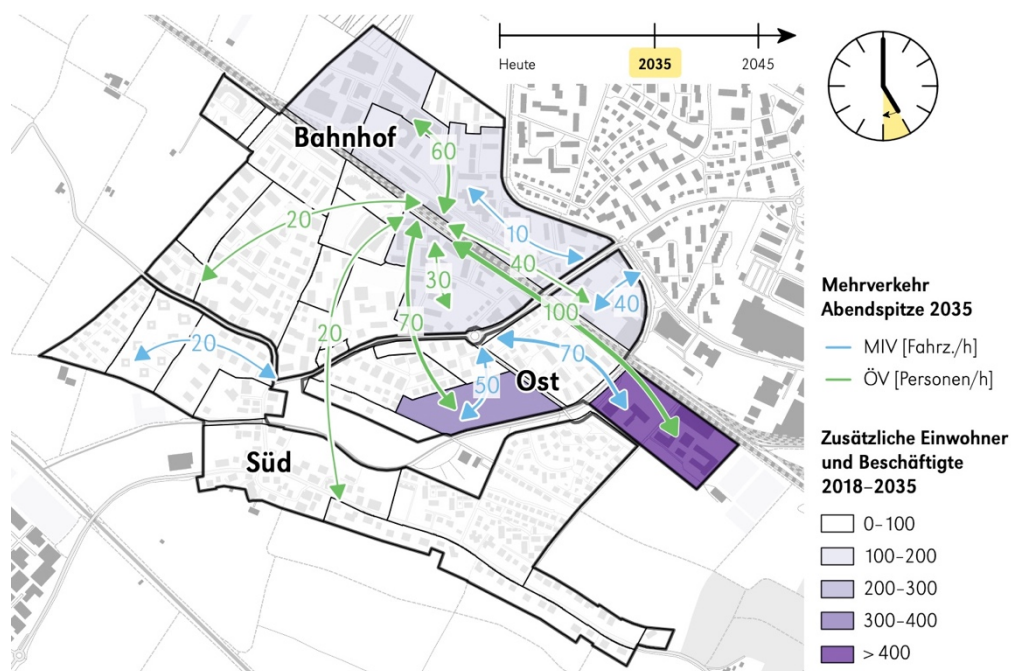 Heute
2035
2045
Bahnhof
60
20
10
40
30
40
100
20
70
70
20
50
Ost
Süd
Mehrverkehr
Abendspitze 2035
MIV [Fahrz./h]
ÖV [Personen/h]
Zusätzliche Einwohner
und Beschäftigte
2018–2035
0–100
100–200
200–300
300–400
> 400